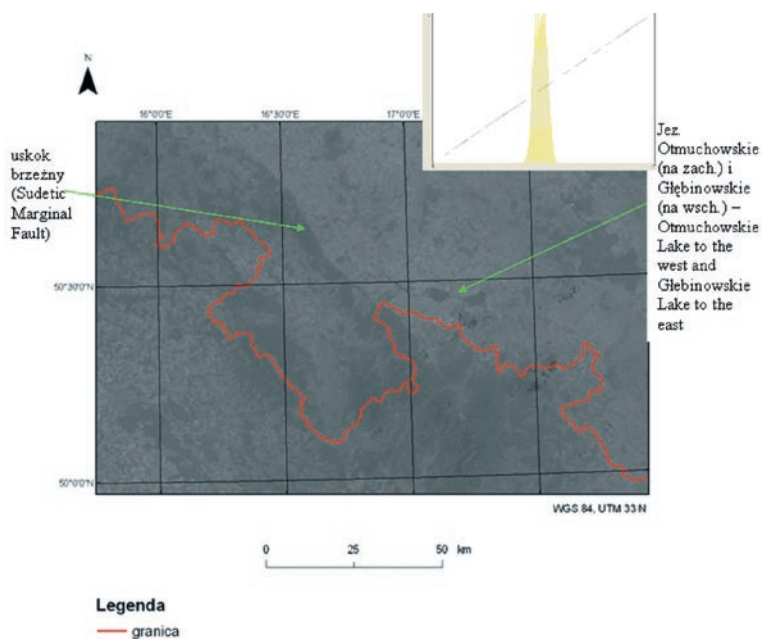 N
16°0'0"E
16°30'0"E
17°0'0"E
uskok
brzeżny
(Sudetic
Marginal
Fault)
Jez.
Otmuchowskie
(na zach.) i
Głębinowskie
(na wsch.) –
Otmuchowskie
Lake to the
west and
Głębinowskie
Lake to the
east
50°30'0"N
50°0'0"N
WGS 84, UTM 33 N
0 25 50 km
Legenda
granica